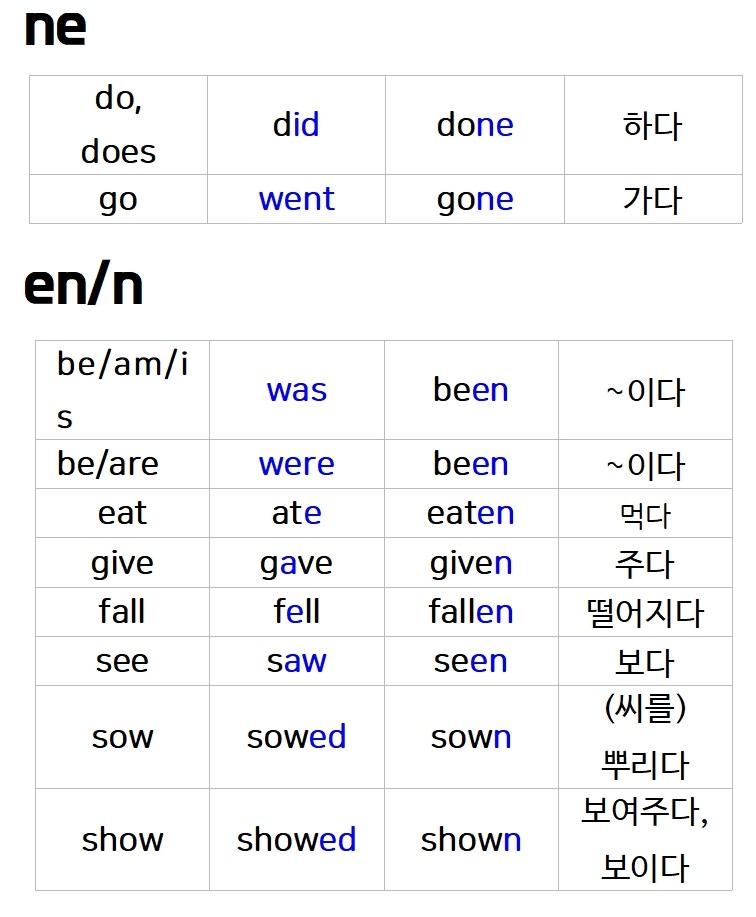 ne
do,
does
did
done
하다
go
went
gone
가다
en/n
be/am/i
s
was
been
~이다
be/are
were
been
~이다
eat
ate
eaten
먹다
give
gave
given
주다
fall
fell
fallen
떨어지다
see
saw
seen
보다
sow
sowed
sown
(씨를)
뿌리다
show
showed
shown
보여주다,
보이다